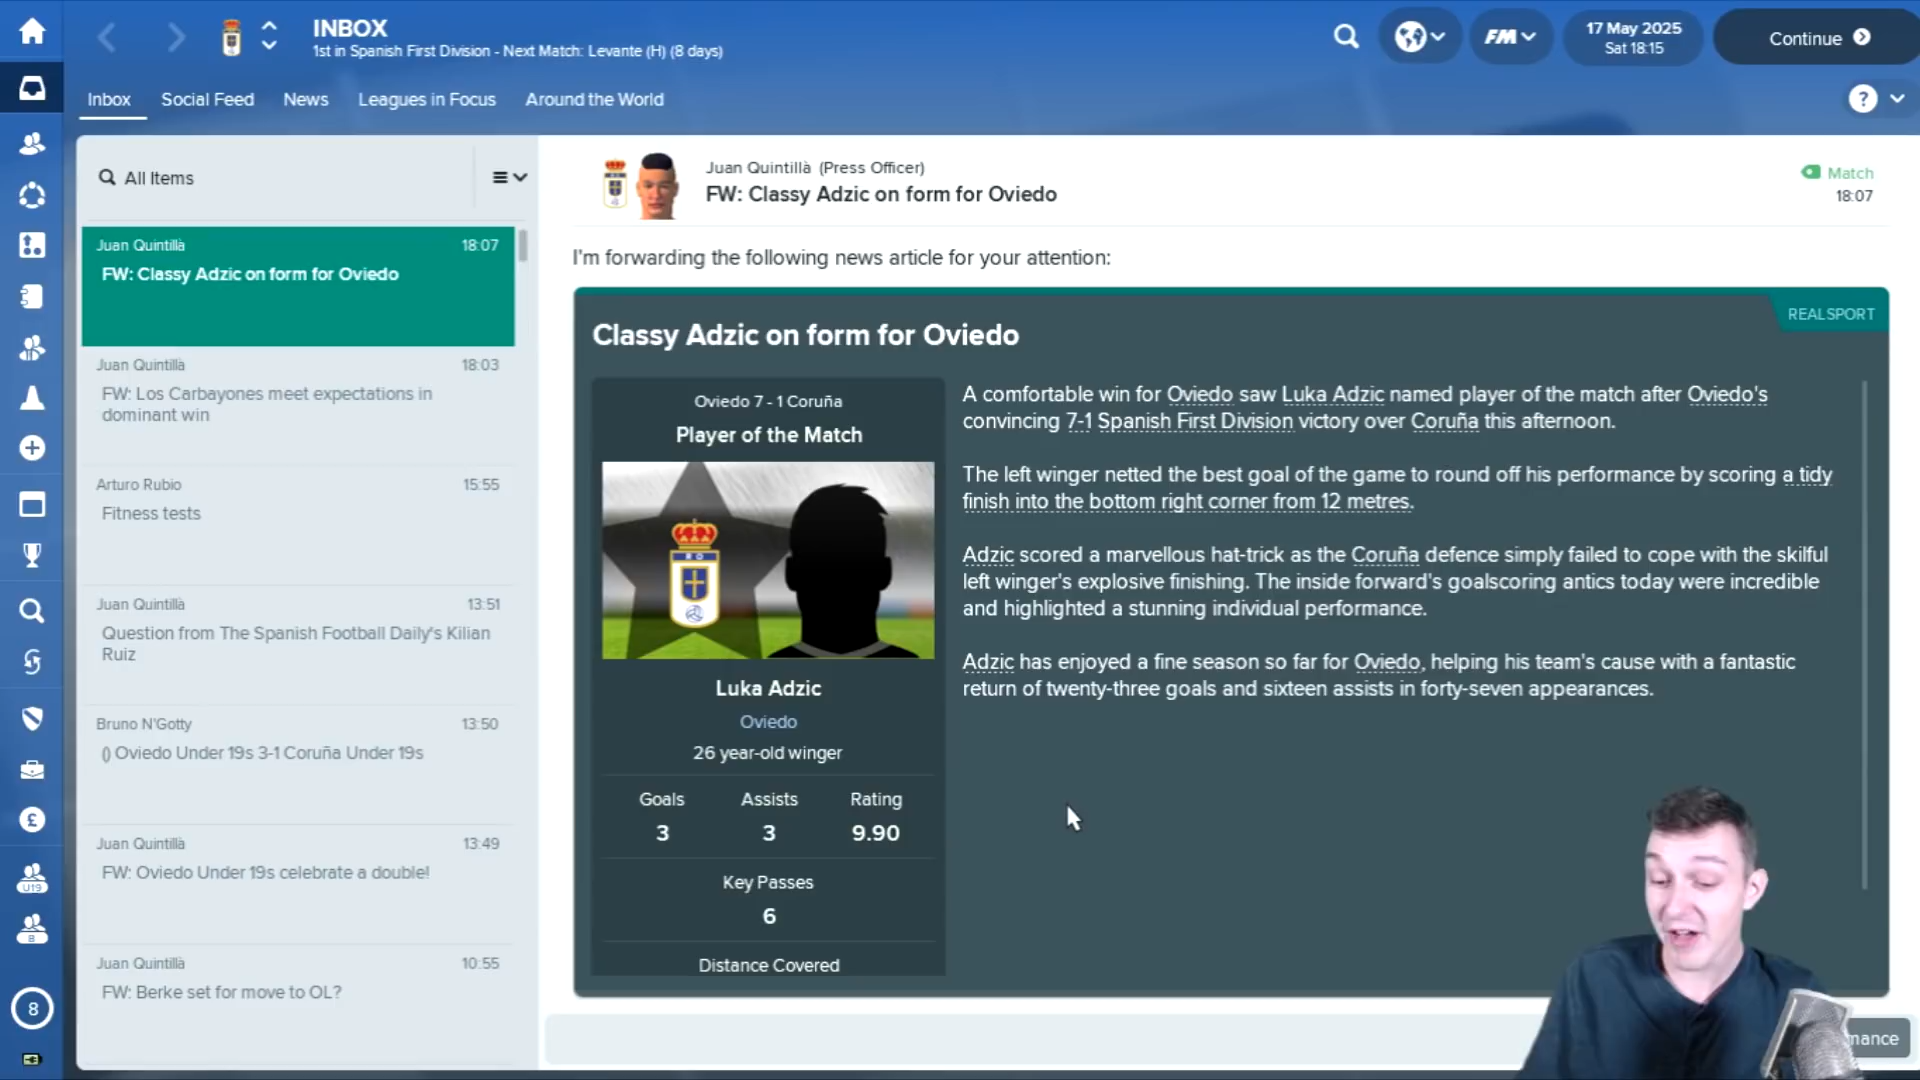 INBOX
1st in Spanish First Division - Next Match: Levante (H) (8 days)
FM
17 May 2025
Sat 18:15
Continue
Inbox
Social Feed
News
Leagues in Focus
Around the World
?
All Items
Juan Quintillà
18:07
FW: Classy Adzic on form for Oviedo
Juan Quintillà
18:03
FW: Los Carbayones meet expectations in
dominant win
Arturo Rubio
15:55
Fitness tests
Juan Quintillà
13:51
Question from The Spanish Football Daily's Kilian
Ruiz
Bruno N'Gotty
13:50
() Oviedo Under 19s 3-1 Coruña Under 19s
Juan Quintillà
13:49
FW: Oviedo Under 19s celebrate a double!
Juan Quintillà
10:55
FW: Berke set for move to OL?
U19
B
8
Juan Quintillà (Press Officer)
FW: Classy Adzic on form for Oviedo
Match
18:07
I'm forwarding the following news article for your attention:
REALSPORT
Classy Adzic on form for Oviedo
Oviedo 7 - 1 Coruña
Player of the Match
Luka Adzic
Oviedo
26 year-old winger
Goals
Assists
Rating
3
3
9.90
Key Passes
6
Distance Covered
A comfortable win for Oviedo saw Luka Adzic named player of the match after Oviedo's
convincing 7-1 Spanish First Division victory over Coruña this afternoon.
The left winger netted the best goal of the game to round off his performance by scoring a tidy
finish into the bottom right corner from 12 metres.
Adzic scored a marvellous hat-trick as the Coruña defence simply failed to cope with the skilful
left winger's explosive finishing. The inside forward's goalscoring antics today were incredible
and highlighted a stunning individual performance.
Adzic has enjoyed a fine season so far for Oviedo, helping his team's cause with a fantastic
return of twenty-three goals and sixteen assists in forty-seven appearances.
mance